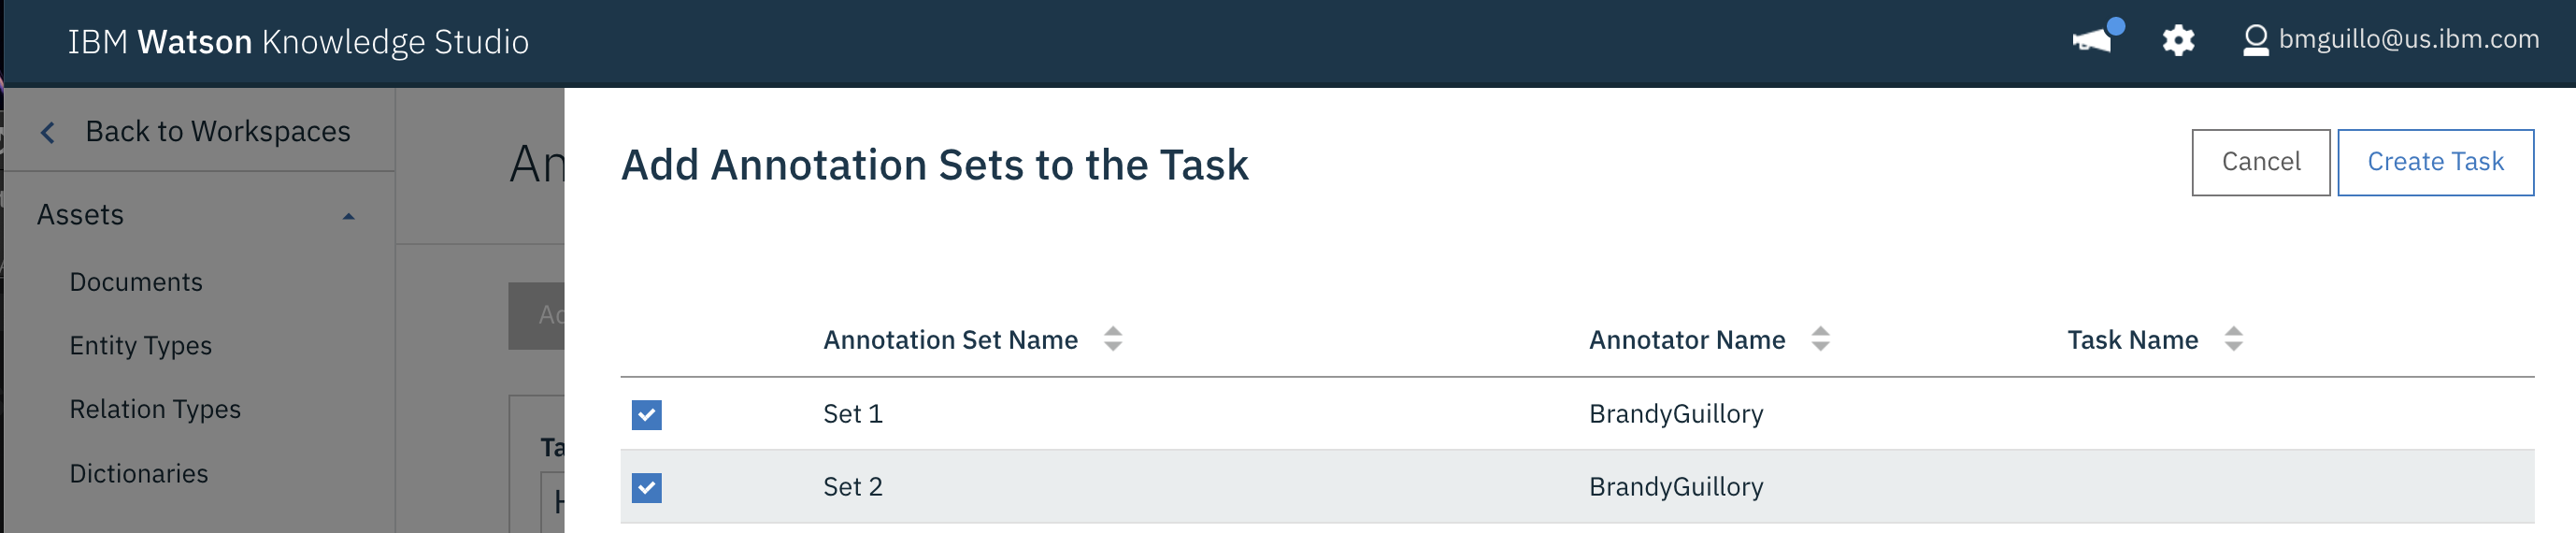 IBM Watson Knowledge Studio
bmguillo@us.ibm.com
Back to Workspaces
Assets
Documents
Entity Types
Relation Types
Dictionaries
An
Ad
Ta
Add Annotation Sets to the Task
Cancel
Create Task
Annotation Set Name
Annotator Name
Task Name
Set 1
BrandyGuillory
Set 2
BrandyGuillory